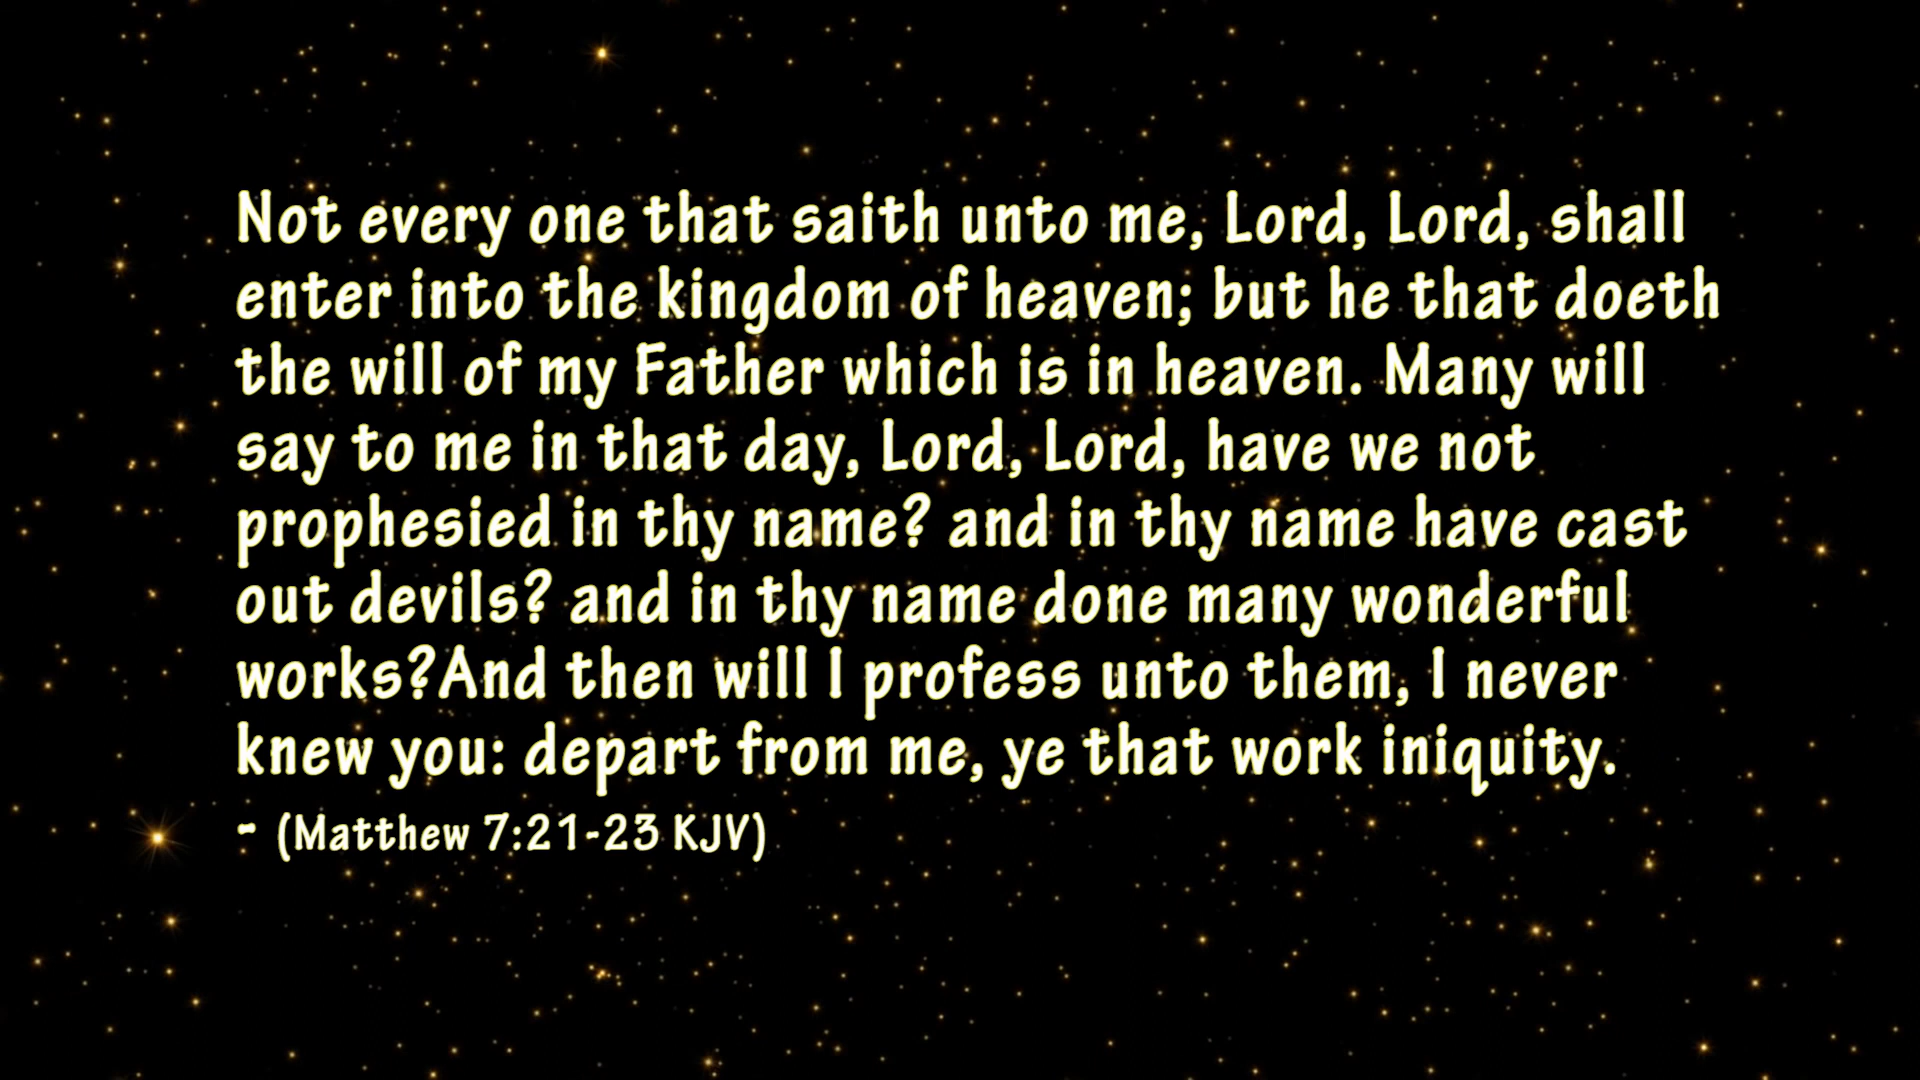 Not every one that saith unto me, Lord, Lord, shall
enter into the kingdom of heaven; but he that doeth
the will of my Father which is in heaven. Many will
say to me in that day, Lord, Lord, have we not
prophesied in thy name? and in thy name have cast
out devils? and in thy name done many wonderful
works?And then will I profess unto them, I never
knew you: depart from me, ye that work iniquity.
- (Matthew 7:21-23 KJV)